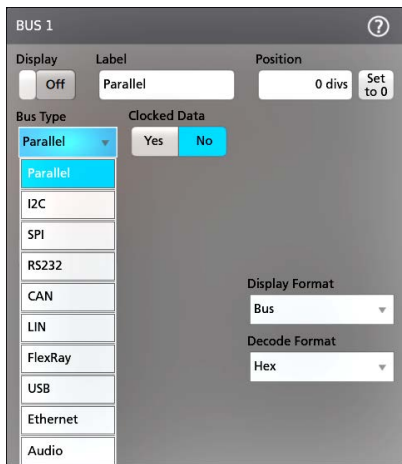 BUS 1
?
Display Label Position
Off Parallel 0 divs Set to 0
Bus Type Clocked Data
Parallel Yes No
Parallel
I2C
SPI
RS232
CAN
LIN
FlexRay
USB
Ethernet
Audio
Display Format
Bus
Decode Format
Hex